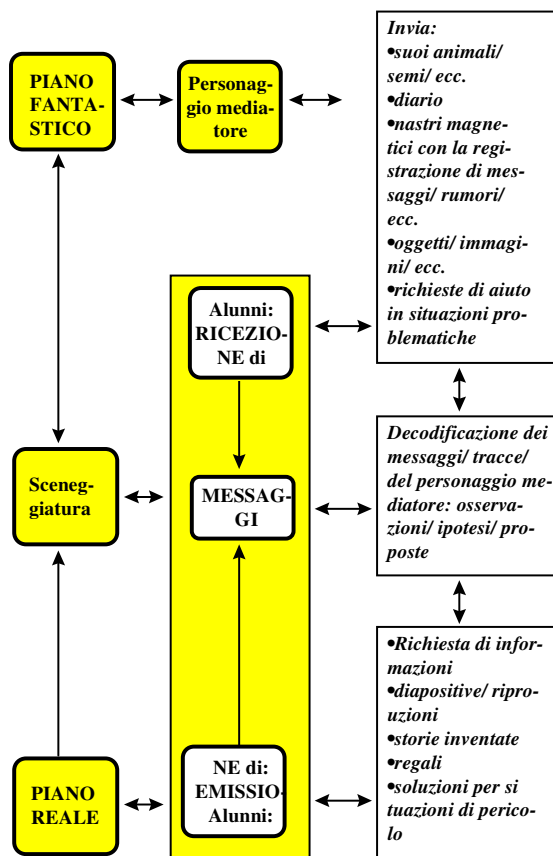 PIANO
FANTA-
STICO
Personag-
gio media-
tore
Invia:
•suoi animali/
semi/ ecc.
•diario
•nastri magne-
tici con la regi-
strazione di mes-
saggi/ rumori/
ecc.
•oggetti/ immagi-
ni/ ecc.
•richieste di aiuto
in situazioni pro-
blematiche
Alunni:
RICEZIO-
NE di
Sceneg-
giatura
MESSAG-
GI
Decodificazione dei
messaggi/ tracce/
del personaggio me-
diatore: osserva-
zioni/ ipotesi/ pro-
poste
PIANO
REALE
NE di:
EMISSIO-
Alunni:
•Richiesta di infor-
mazioni
•diapositive/ ripro-
duzioni
•storie inventate
•regali
•soluzioni per si
tuazioni di perico-
lo